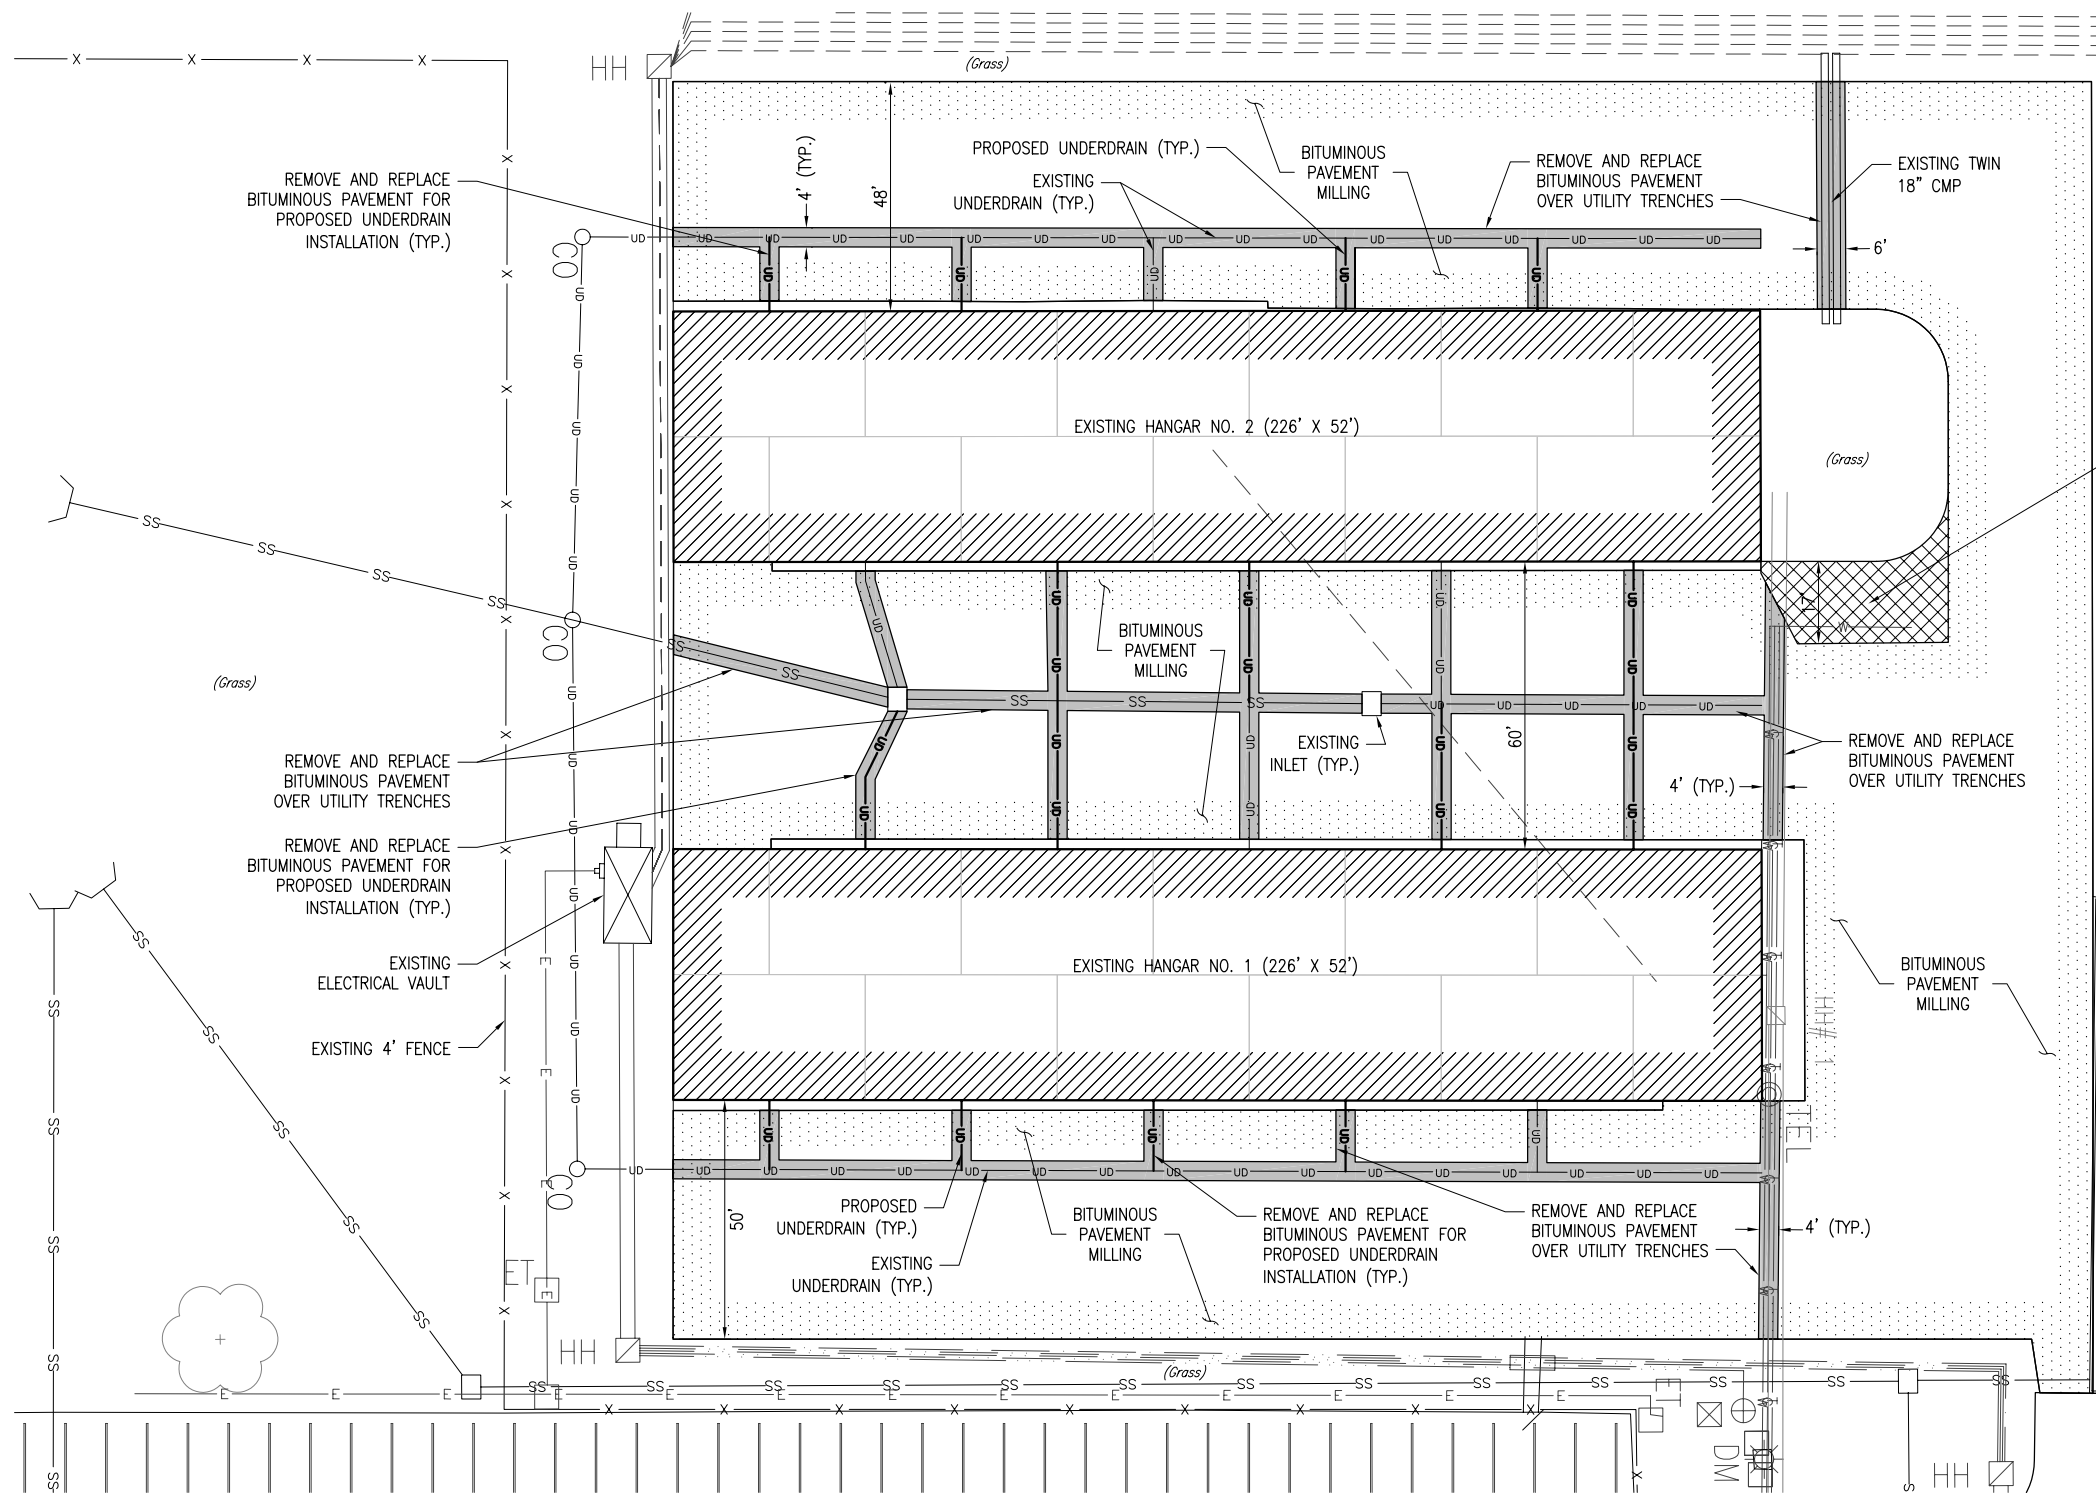 HH
(Grass)
REMOVE AND REPLACE
BITUMINOUS PAVEMENT FOR
PROPOSED UNDERDRAIN
INSTALLATION (TYP.)
4' (TYP.)
48'
PROPOSED UNDERDRAIN (TYP.)
EXISTING
UNDERDRAIN (TYP.)
BITUMINOUS
PAVEMENT
MILLING
REMOVE AND REPLACE
BITUMINOUS PAVEMENT
OVER UTILITY TRENCHES
EXISTING TWIN
18" CMP
6'
CO
EXISTING HANGAR NO. 2 (226' X 52')
(Grass)
CO
BITUMINOUS
PAVEMENT
MILLING
(Grass)
REMOVE AND REPLACE
BITUMINOUS PAVEMENT
OVER UTILITY TRENCHES
EXISTING
INLET (TYP.)
60'
REMOVE AND REPLACE
BITUMINOUS PAVEMENT
OVER UTILITY TRENCHES
4' (TYP.)
REMOVE AND REPLACE
BITUMINOUS PAVEMENT FOR
PROPOSED UNDERDRAIN
INSTALLATION (TYP.)
EXISTING
ELECTRICAL VAULT
EXISTING HANGAR NO. 1 (226' X 52')
BITUMINOUS
PAVEMENT
MILLING
EXISTING 4' FENCE
HH# 1
TEL
CO
PROPOSED
UNDERDRAIN (TYP.)
50'
BITUMINOUS
PAVEMENT
MILLING
EXISTING
UNDERDRAIN (TYP.)
REMOVE AND REPLACE
BITUMINOUS PAVEMENT FOR
PROPOSED UNDERDRAIN
INSTALLATION (TYP.)
REMOVE AND REPLACE
BITUMINOUS PAVEMENT
OVER UTILITY TRENCHES
4' (TYP.)
ET
HH
(Grass)
ET
DM
HH